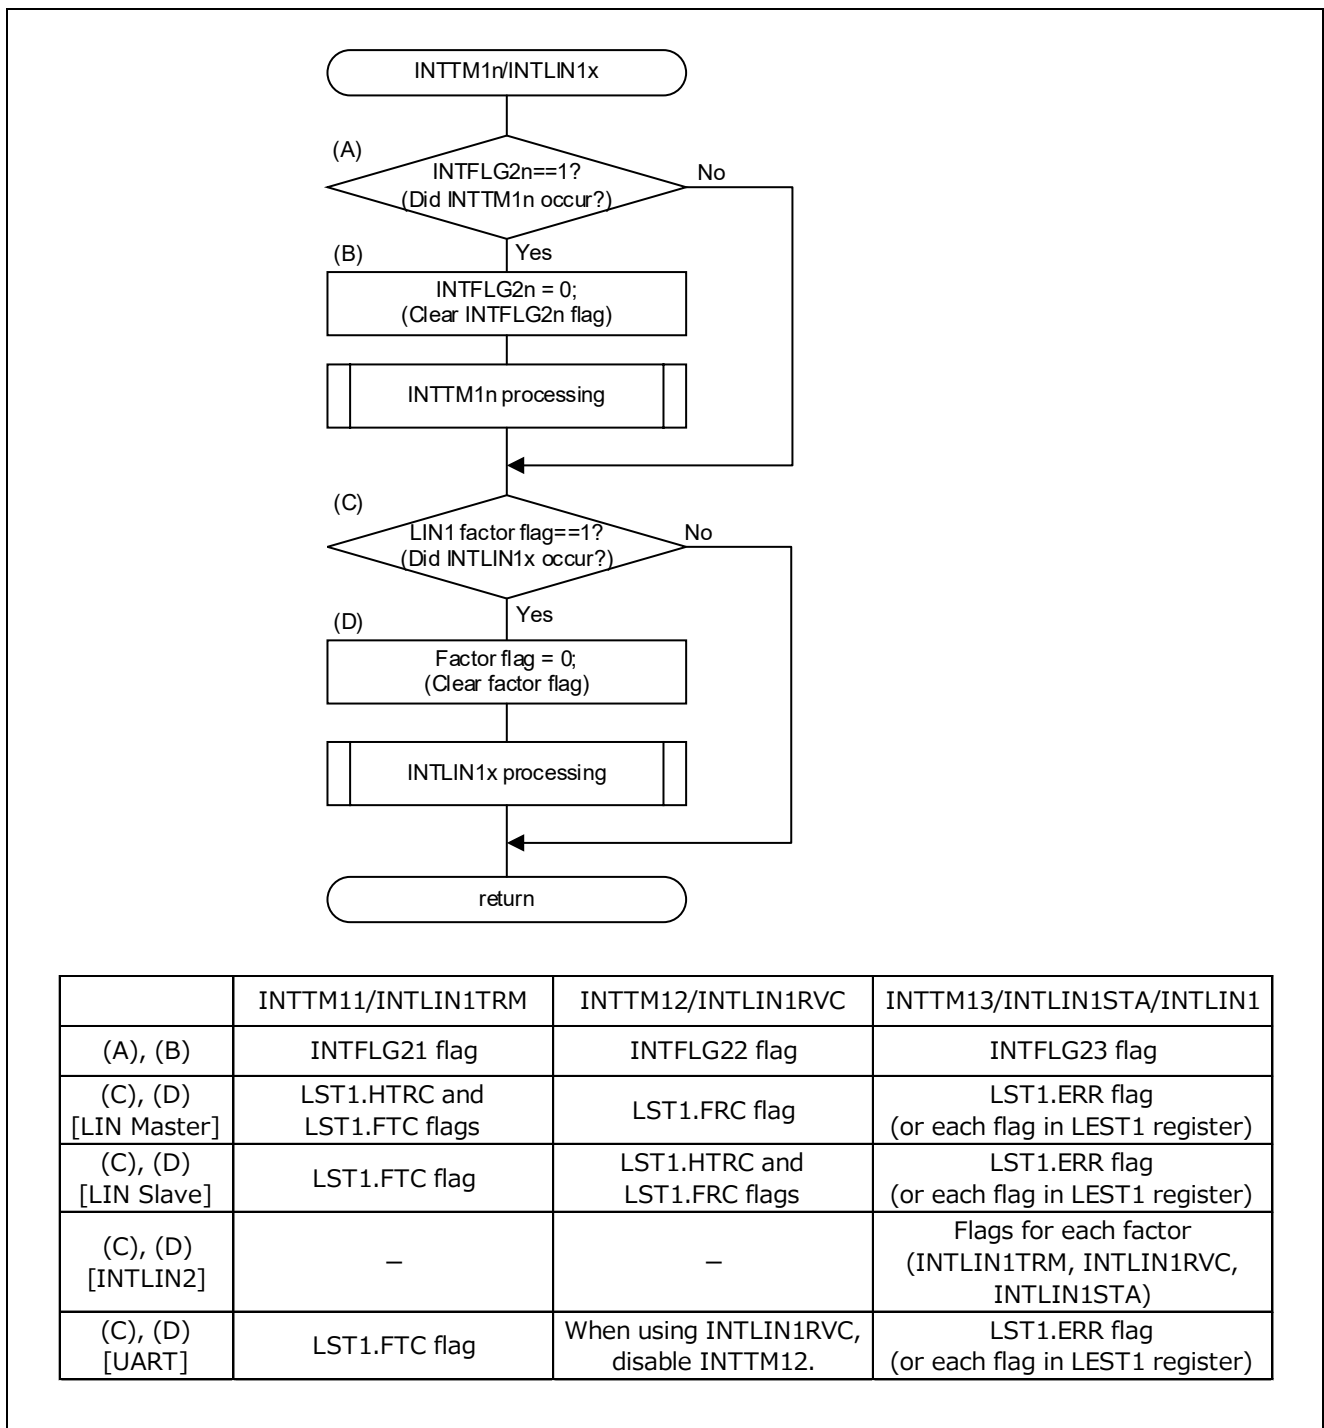 INTTM1n/INTLIN1x
(A)
INTFLG2n==1?
(Did INTTM1n occur?)
No
Yes
(B)
INTFLG2n = 0;
(Clear INTFLG2n flag)
INTTM1n processing
(C)
LIN1 factor flag==1?
(Did INTLIN1x occur?)
No
Yes
(D)
Factor flag = 0;
(Clear factor flag)
INTLIN1x processing
return
INTTM11/INTLIN1TRM
INTTM12/INTLIN1RVC
INTTM13/INTLIN1STA/INTLIN1
(A), (B)
INTFLG21 flag
INTFLG22 flag
INTFLG23 flag
(C), (D)
[LIN Master]
LST1.HTRC and
LST1.FTC flags
LST1.FRC flag
LST1.ERR flag
(or each flag in LEST1 register)
(C), (D)
[LIN Slave]
LST1.FTC flag
LST1.HTRC and
LST1.FRC flags
LST1.ERR flag
(or each flag in LEST1 register)
(C), (D)
[INTLIN2]
–
–
Flags for each factor
(INTLIN1TRM, INTLIN1RVC,
INTLIN1STA)
(C), (D)
[UART]
LST1.FTC flag
When using INTLIN1RVC,
disable INTTM12.
LST1.ERR flag
(or each flag in LEST1 register)